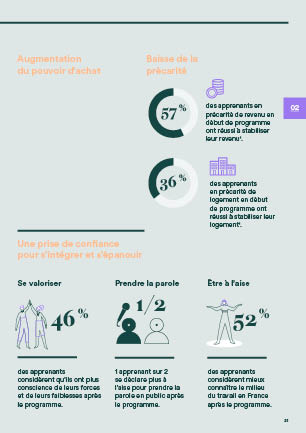 Augmentation
du pouvoir d'achat
Baisse de la
précarité
57 %
des apprenants en
précarité de revenu en
début de programme
ont réussi à stabiliser
leur revenu¹.
02
36 %
des apprenants
en précarité de
logement en début
de programme ont
réussi à stabiliser leur
logement¹.
Une prise de confiance
pour s'intégrer et s'épanouir
Se valoriser
46 %
des apprenants
considèrent qu'ils ont plus
conscience de leurs forces
et de leurs faiblesses après
le programme.
Prendre la parole
1/2
1 apprenant sur 2
se déclare plus à
l'aise pour prendre la
parole en public après
le programme.
Être à l'aise
52 %
des apprenants
considèrent mieux
connaître le milieu
du travail en France
après le programme.